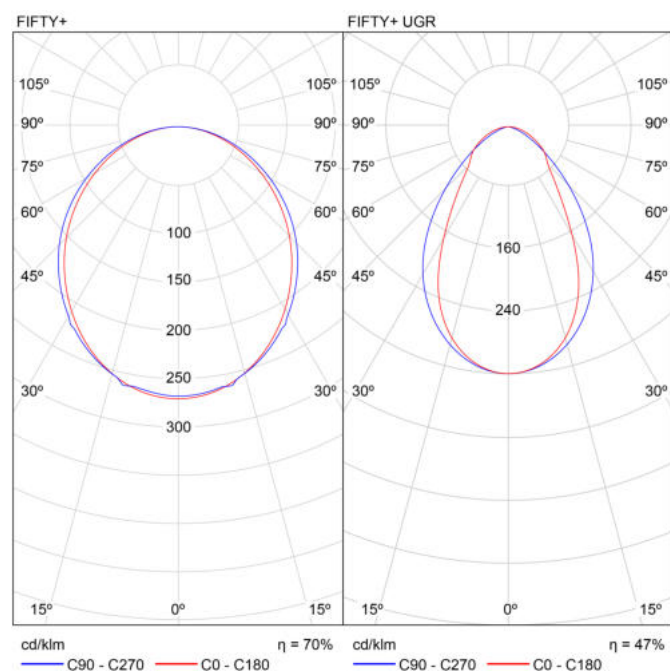 FIFTY+
105º 105º
90º 90º
75º 75º
60º 60º
45º 45º
30º 30º
15º 0º 15º
100
150
200
250
300
cd/klm η = 70%
C90 - C270 C0 - C180
FIFTY+ UGR
105º 105º
90º 90º
75º 75º
60º 60º
45º 45º
30º 30º
15º 0º 15º
160
240
cd/klm η = 47%
C90 - C270 C0 - C180